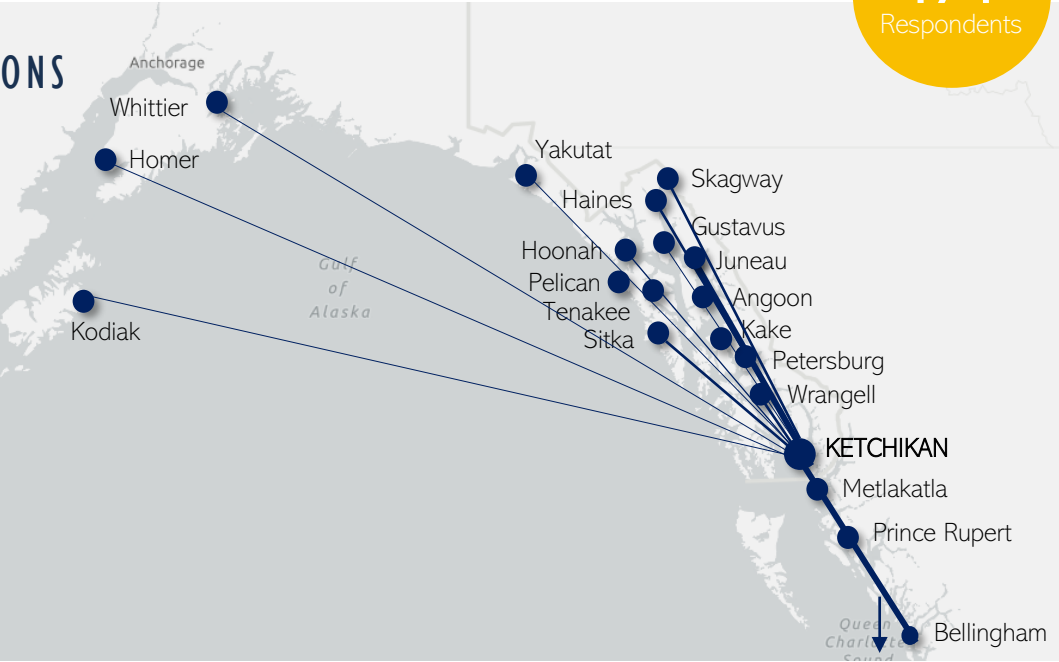 ONS
Respondents
Anchorage
Whittier
Homer
Yakutat
Skagway
Haines
Gustavus
Hoonah
Juneau
Gulf
of
Alaska
Pelican
Angoon
Tenakee
Kodiak
Kake
Sitka
Petersburg
Wrangell
KETCHIKAN
Metlakatla
Prince Rupert
Queen
Charlotte
Sound
Bellingham